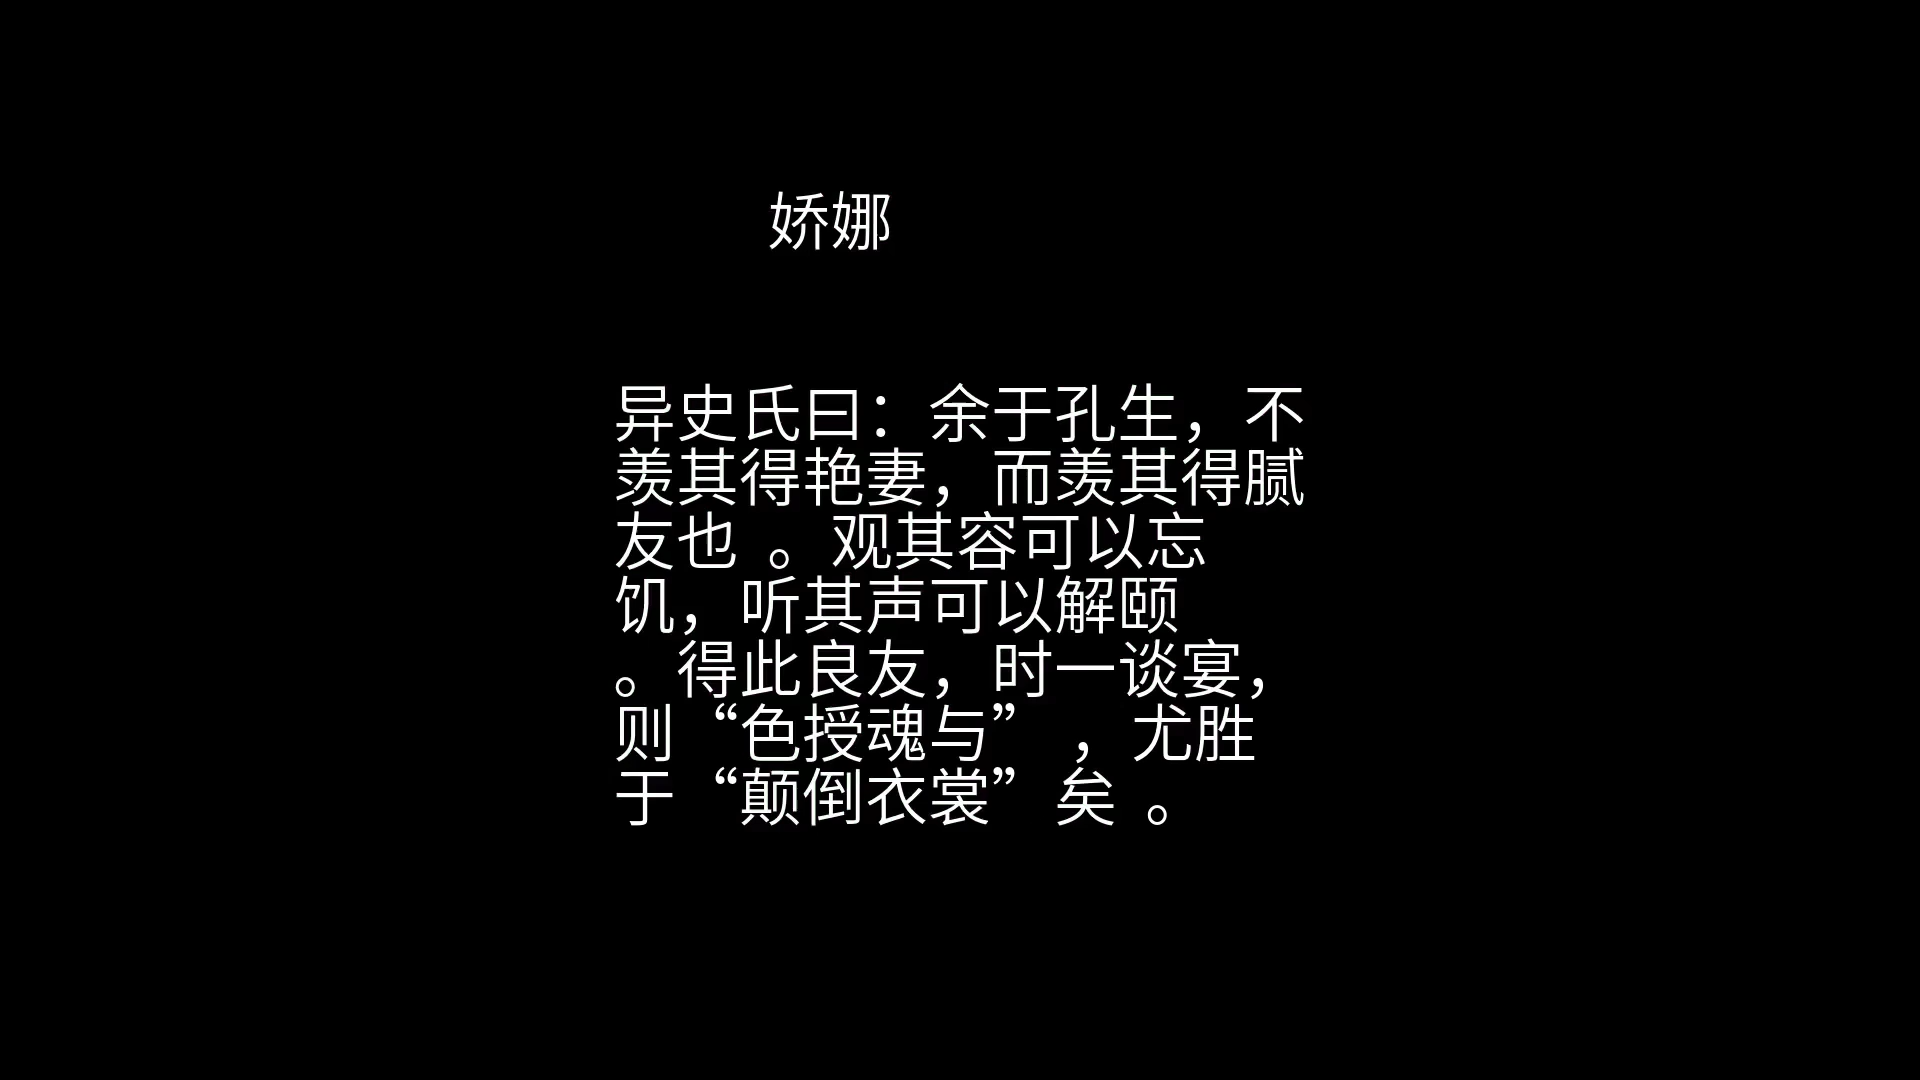 娇娜
异史氏曰：余于孔生，不
羡其得艳妻，而羡其得腻
友也 。观其容可以忘
饥，听其声可以解颐
。得此良友，时一谈宴，
则“色授魂与” ，尤胜
于“颠倒衣裳”矣 。